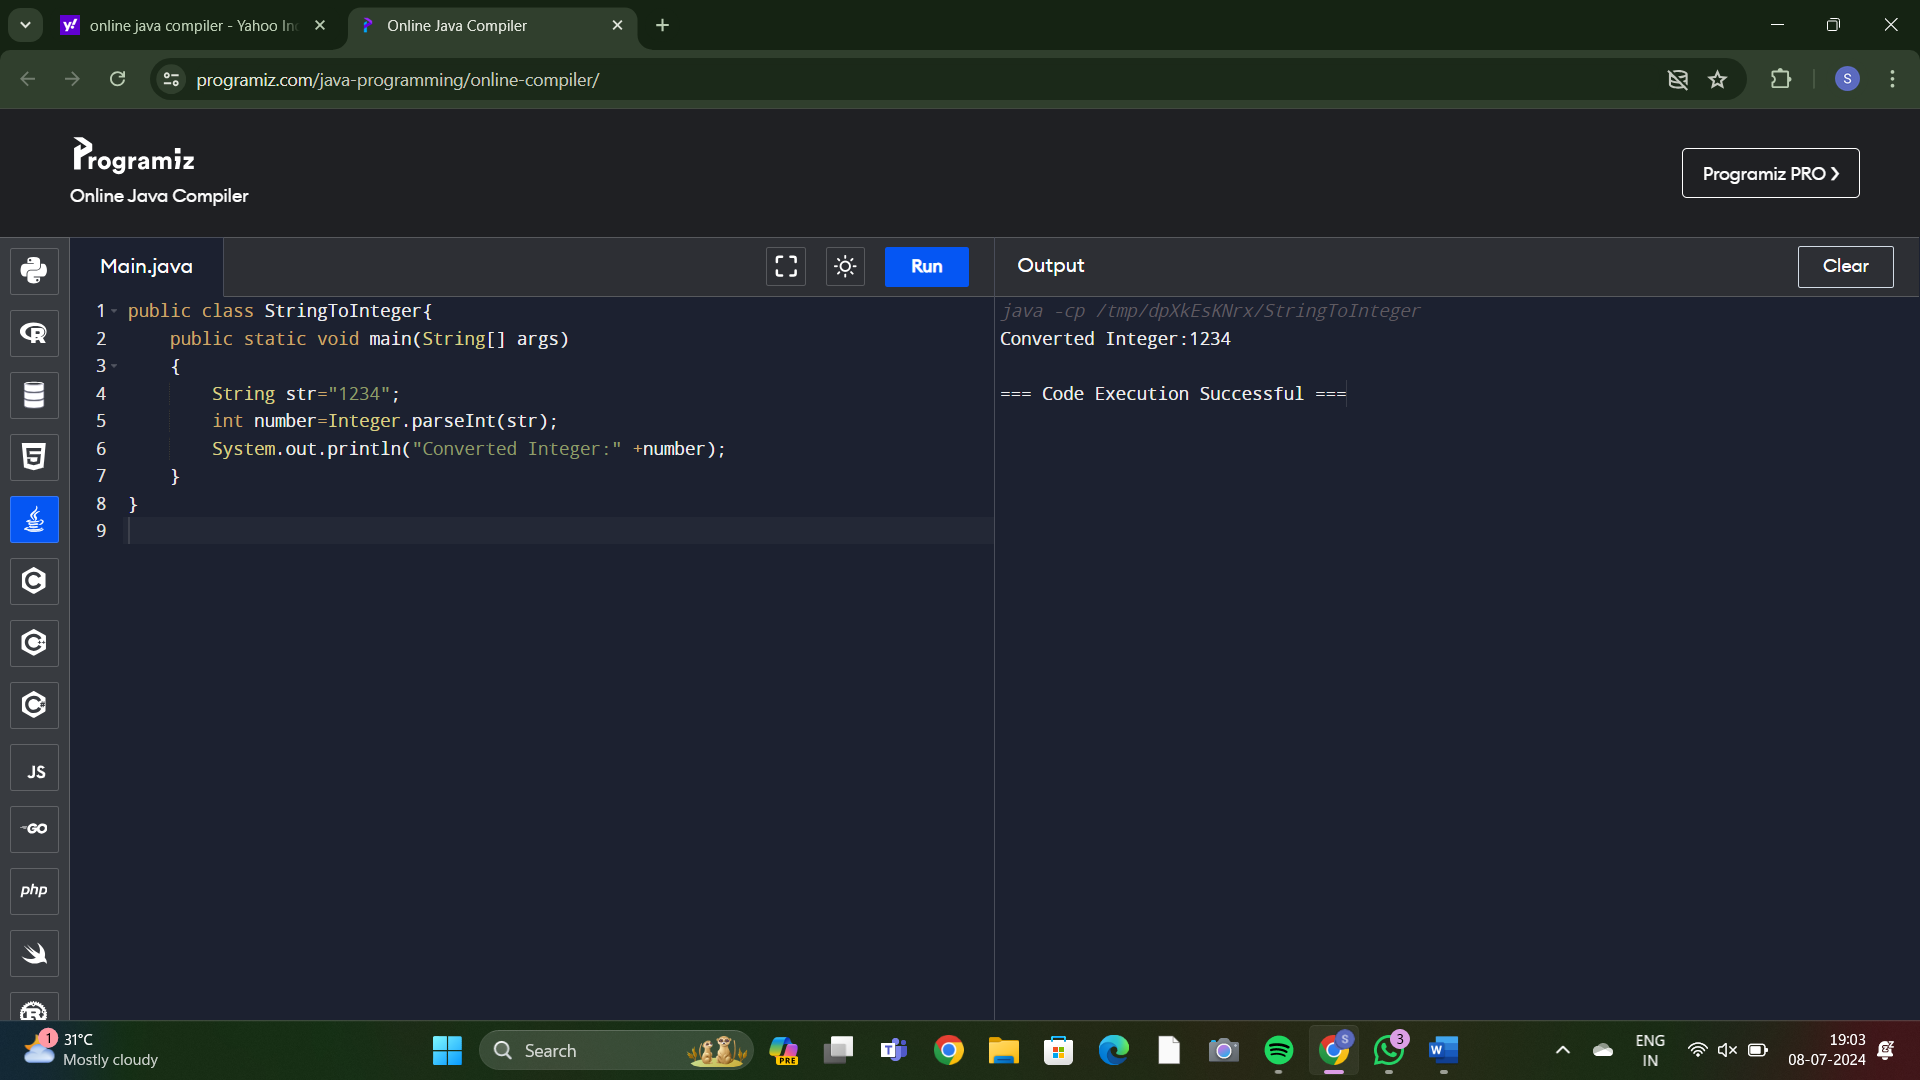 online java compiler - Yahoo In
Online Java Compiler
programiz.com/java-programming/online-compiler/
S
Programiz
Online Java Compiler
Programiz PRO
Main.java
Run
Output
Clear
1 public class StringToInteger{
2 public static void main(String[] args)
3 {
4 String str="1234";
5 int number=Integer.parseInt(str);
6 System.out.println("Converted Integer:" +number);
7 }
8 }
9
java -cp /tmp/dpXkEsKNrx/StringToInteger
Converted Integer:1234
=== Code Execution Successful ===
JS
GO
php
1
31°C
Mostly cloudy
Search
PRE
T
S
3
W
ENG
IN
19:03
08-07-2024